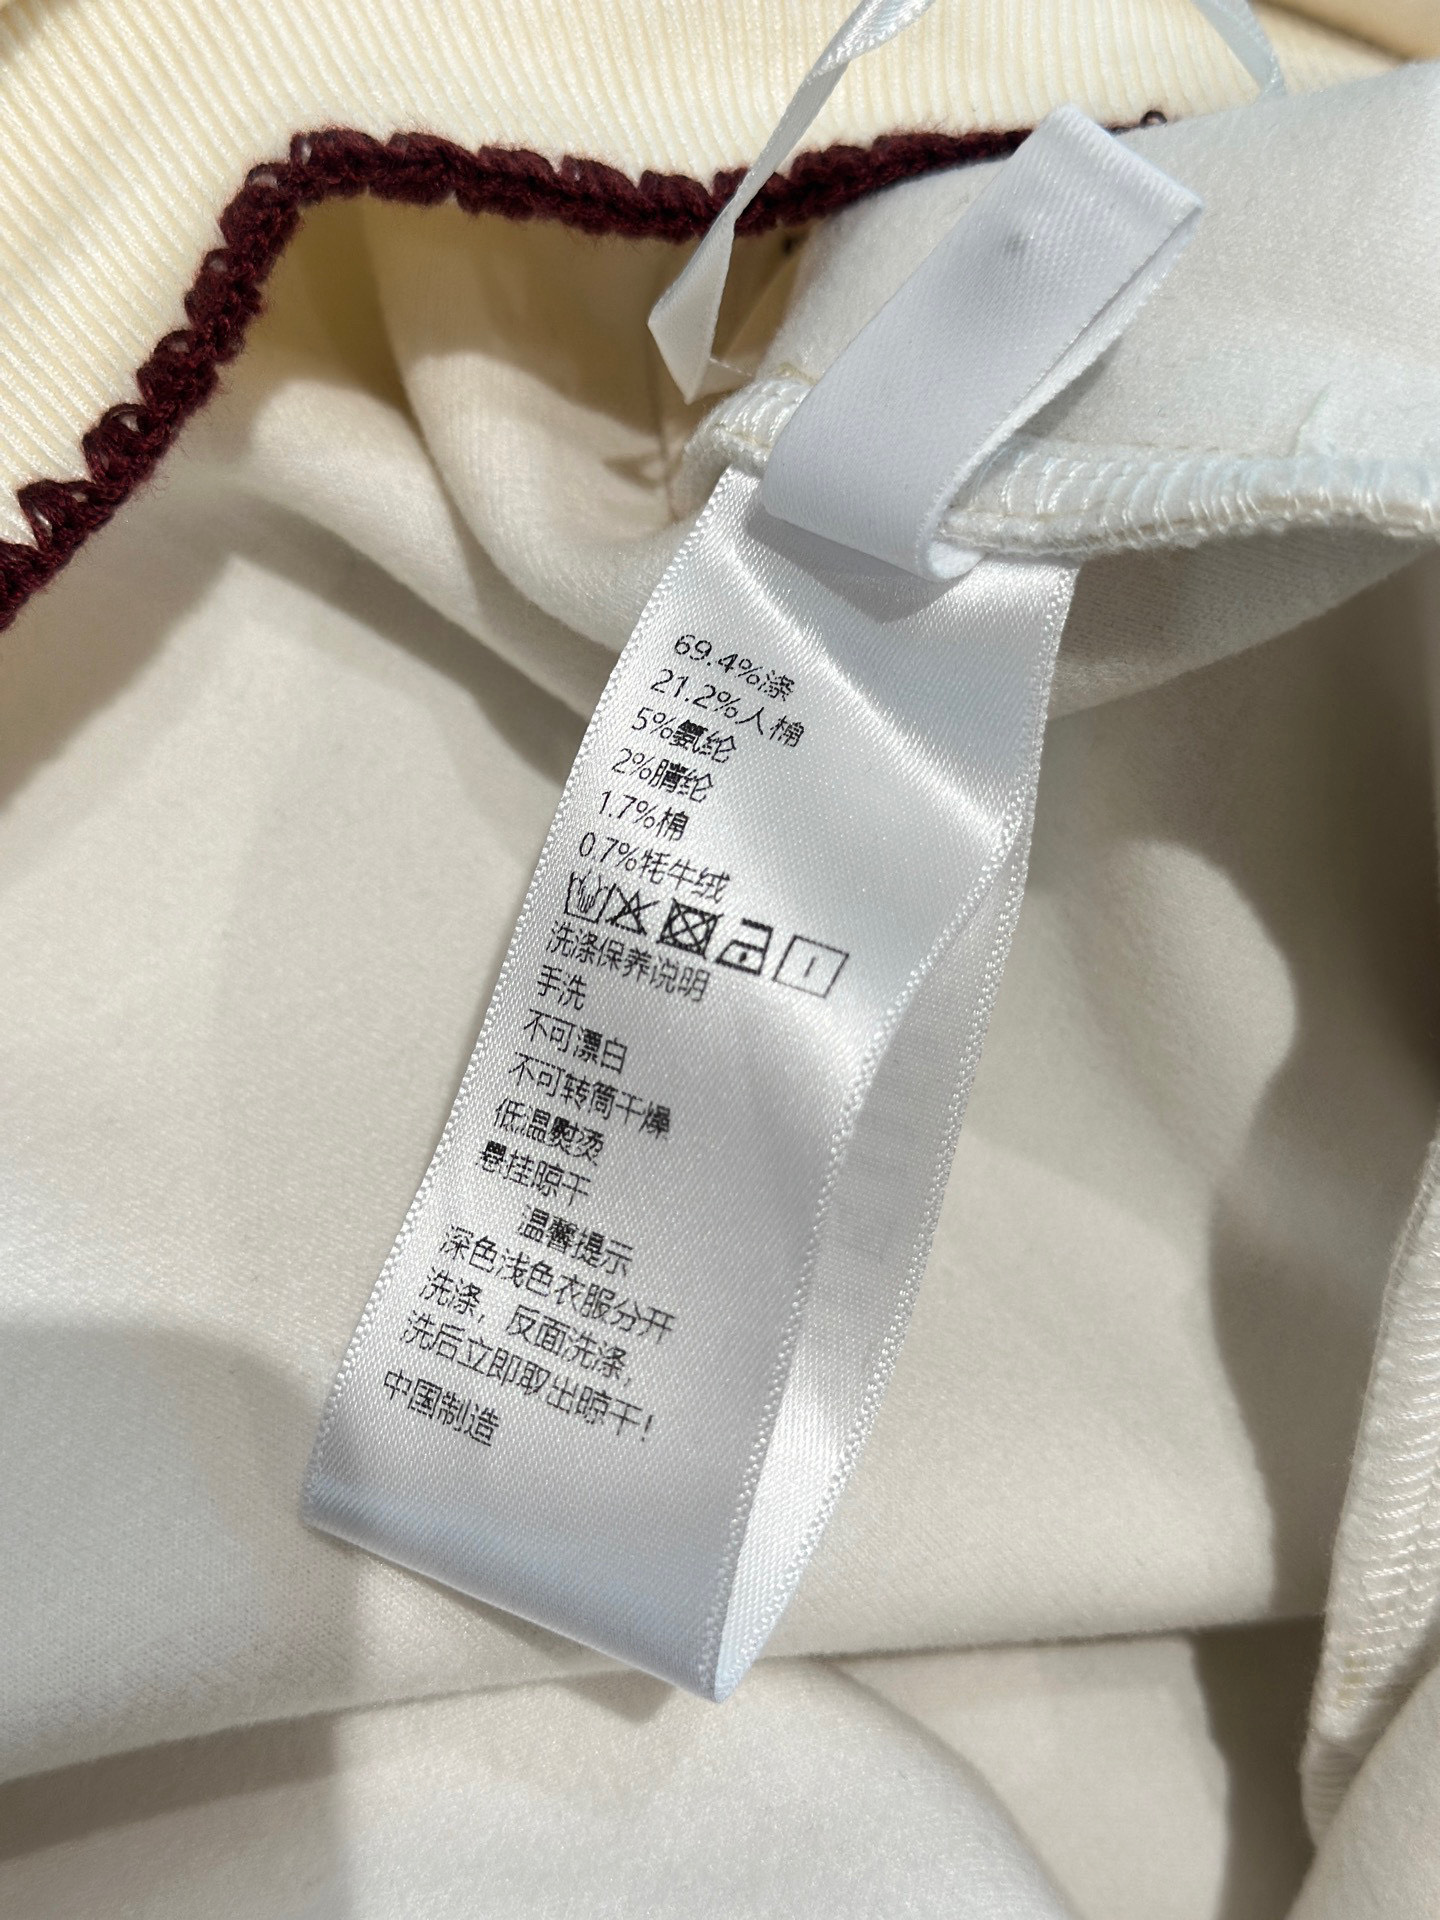 69.4%涤
21.2%人棉
5%氨纶
2%腈纶
1.7%棉
0.7%牦牛绒
洗涤保养说明
手洗
不可漂白
不可转筒干燥
低温熨烫
悬挂晾干
温馨提示
深色浅色衣服分开
洗涤，反面洗涤，
洗后立即取出晾干！
中国制造